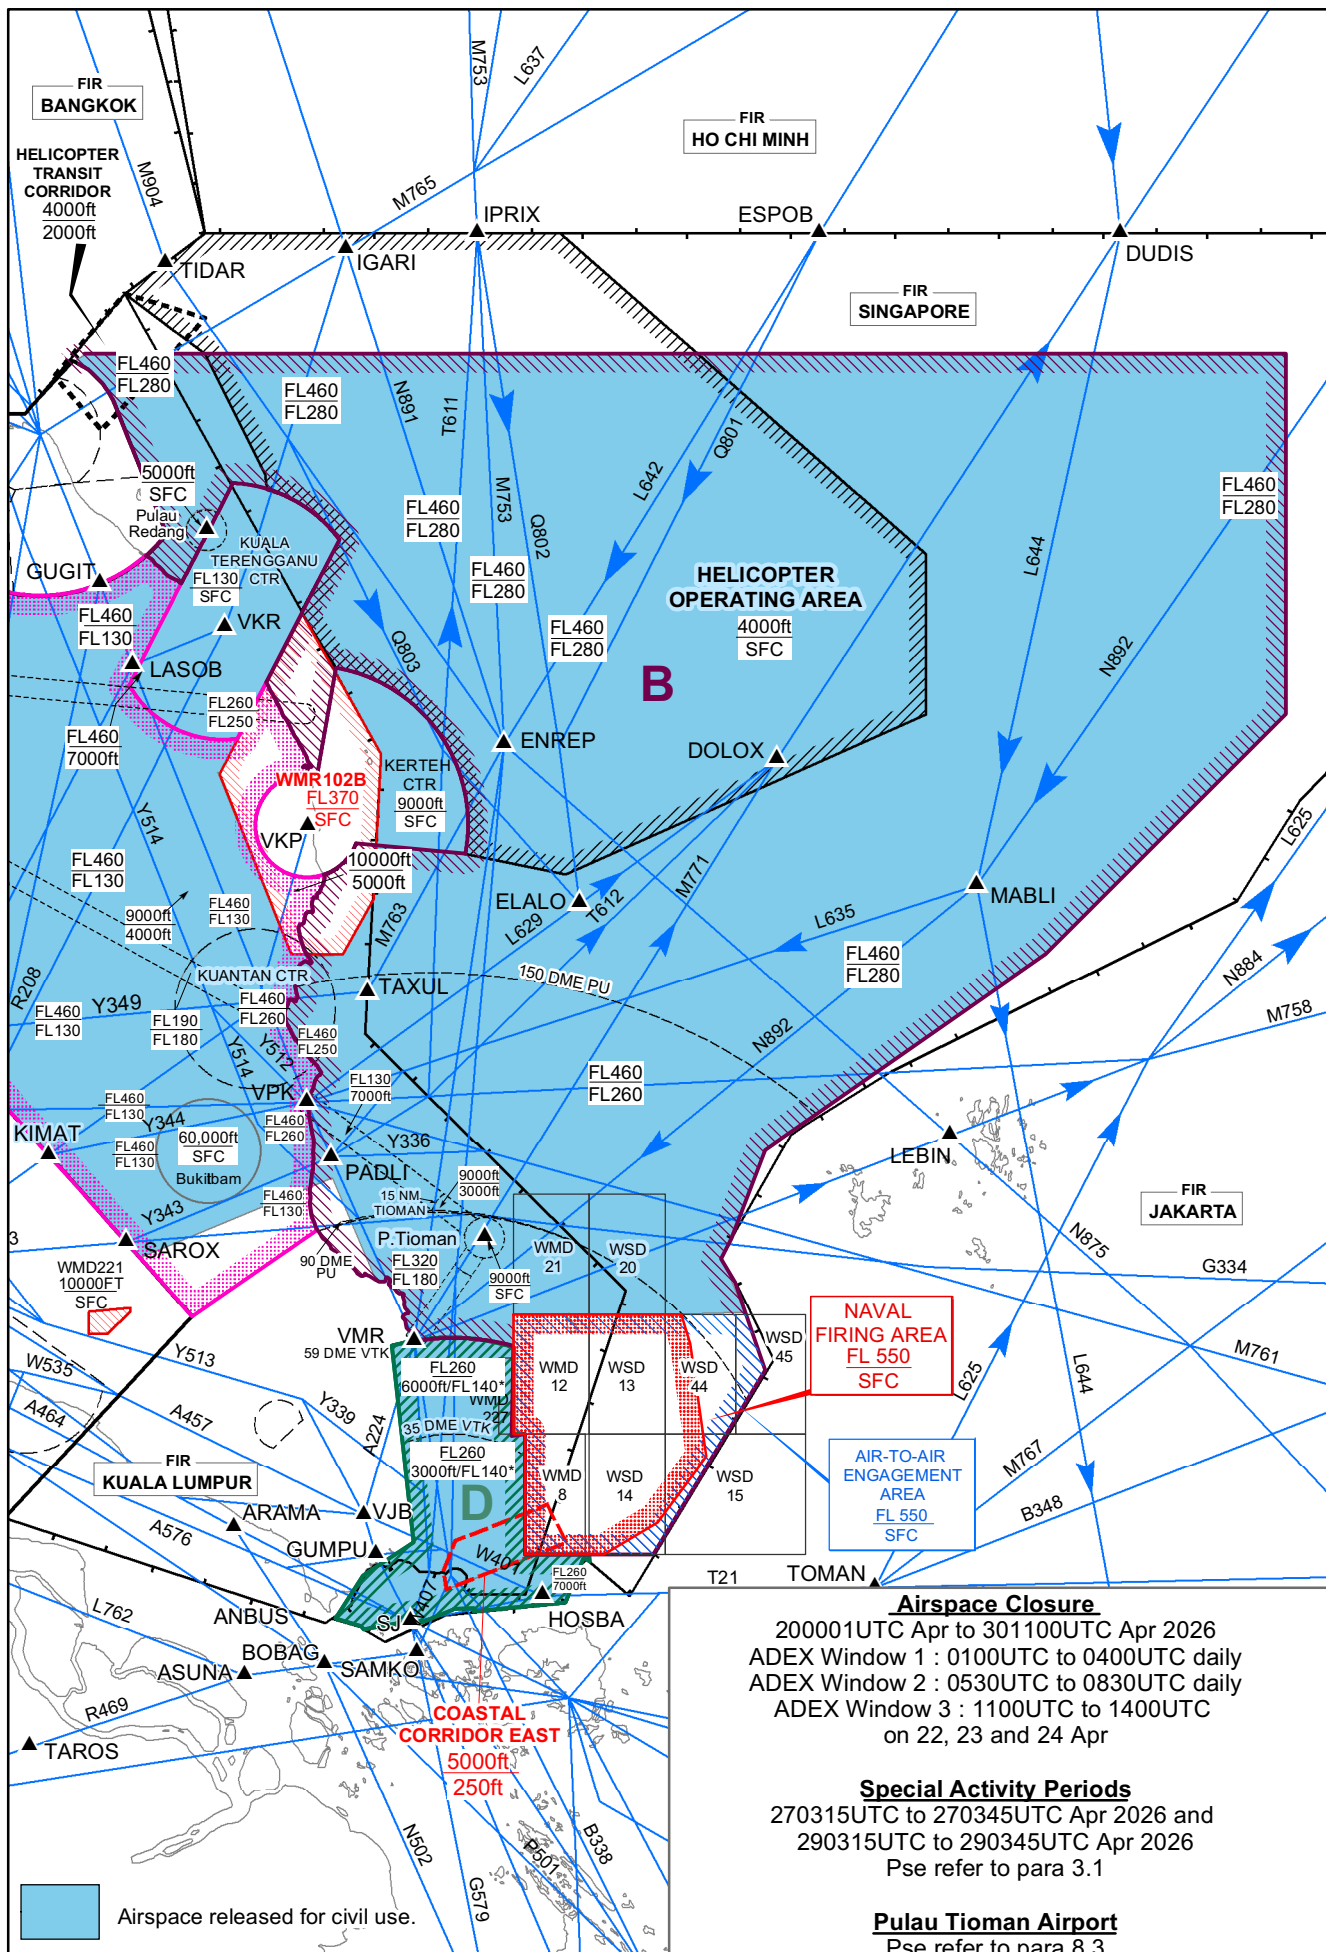 M753
L637
FIR
BANGKOK
FIR
HO CHI MINH
HELICOPTER
TRANSIT
CORRIDOR
4000ft
2000ft
M904
M765
IPRIX
ESPOB
DUDIS
TIDAR
IGARI
FIR
SINGAPORE
FL460
FL280
FL460
FL280
N891
T611
Q801
L642
M753
Q802
5000ft
SFC
Pulau
Redang
KUALA
TERENGGANU
CTR
FL460
FL280
FL460
FL280
L644
GUGIT
FL130
SFC
FL460
FL280
HELICOPTER
OPERATING AREA
4000ft
SFC
FL460
FL130
VKR
FL460
FL280
LASOB
Q803
B
N892
FL260
FL250
FL460
7000ft
ENREP
DOLOX
KERTEH
CTR
9000ft
SFC
WMR102B
FL370
SFC
VKP
Y514
L625
10000ft
5000ft
M771
FL460
FL130
ELALO
T612
MABLI
9000ft
4000ft
FL460
FL130
M763
L629
L635
FL460
FL280
KUANTAN CTR
150 DME PU
TAXUL
R208
Y349
FL460
FL130
FL460
FL260
FL190
FL180
FL460
FL250
N884
M758
Y514
Y512
N892
FL460
FL260
VPK
FL130
7000ft
FL460
FL130
Y344
KIMAT
FL460
FL130
60,000ft
SFC
Bukitbam
FL460
FL260
Y336
PADLI
LEBIN
9000ft
3000ft
15 NM
TIOMAN
FL460
FL130
FIR
JAKARTA
Y343
3
SAROX
P.Tioman
90 DME
PU
FL320
FL180
9000ft
SFC
WMD
21
WSD
20
N875
G334
WMD221
10000FT
SFC
NAVAL
FIRING AREA
FL 550
SFC
VMR
59 DME VTK
WSD
45
Y513
W535
FL260
6000ft/FL140*
WMD
12
WSD
13
WSD
44
M761
L644
L625
A464
A457
Y339
A224
WMD
227
35 DME VTK
FL260
3000ft/FL140*
AIR-TO-AIR
ENGAGEMENT
AREA
FL 550
SFC
M767
FIR
KUALA LUMPUR
WMD
8
WSD
14
WSD
15
D
B348
ARAMA
VJB
A576
GUMPU
W401
FL260
7000ft
TOMAN
T21
L762
ANBUS
SJ
407
HOSBA
BOBAG
ASUNA
SAMKO
R469
TAROS
COASTAL
CORRIDOR EAST
5000ft
250ft
N502
G579
P501
B338
Airspace Closure
200001UTC Apr to 301100UTC Apr 2026
ADEX Window 1 : 0100UTC to 0400UTC daily
ADEX Window 2 : 0530UTC to 0830UTC daily
ADEX Window 3 : 1100UTC to 1400UTC
on 22, 23 and 24 Apr
Special Activity Periods
270315UTC to 270345UTC Apr 2026 and
290315UTC to 290345UTC Apr 2026
Pse refer to para 3.1
Pulau Tioman Airport
Pse refer to para 8.3
Airspace released for civil use.